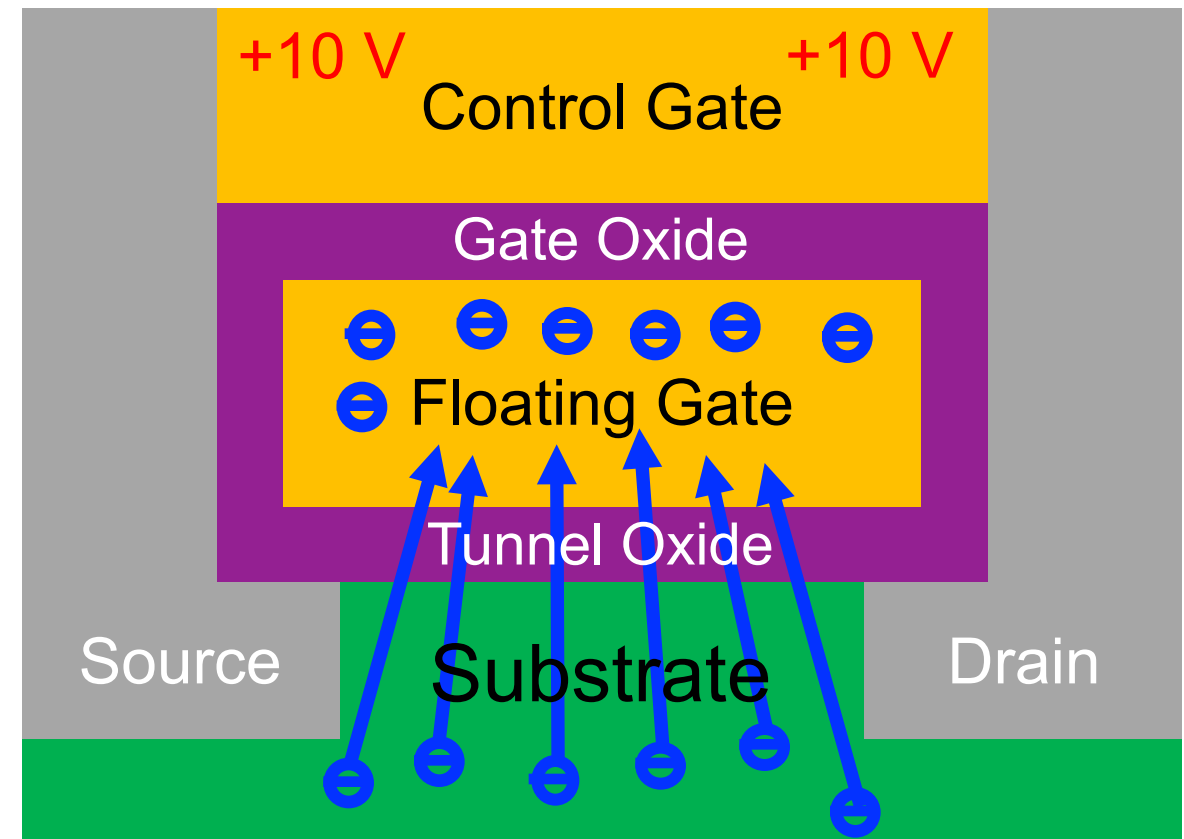 +10 V
+10 V
Control Gate
Gate Oxide
Floating Gate
Tunnel Oxide
Source
Substrate
Drain